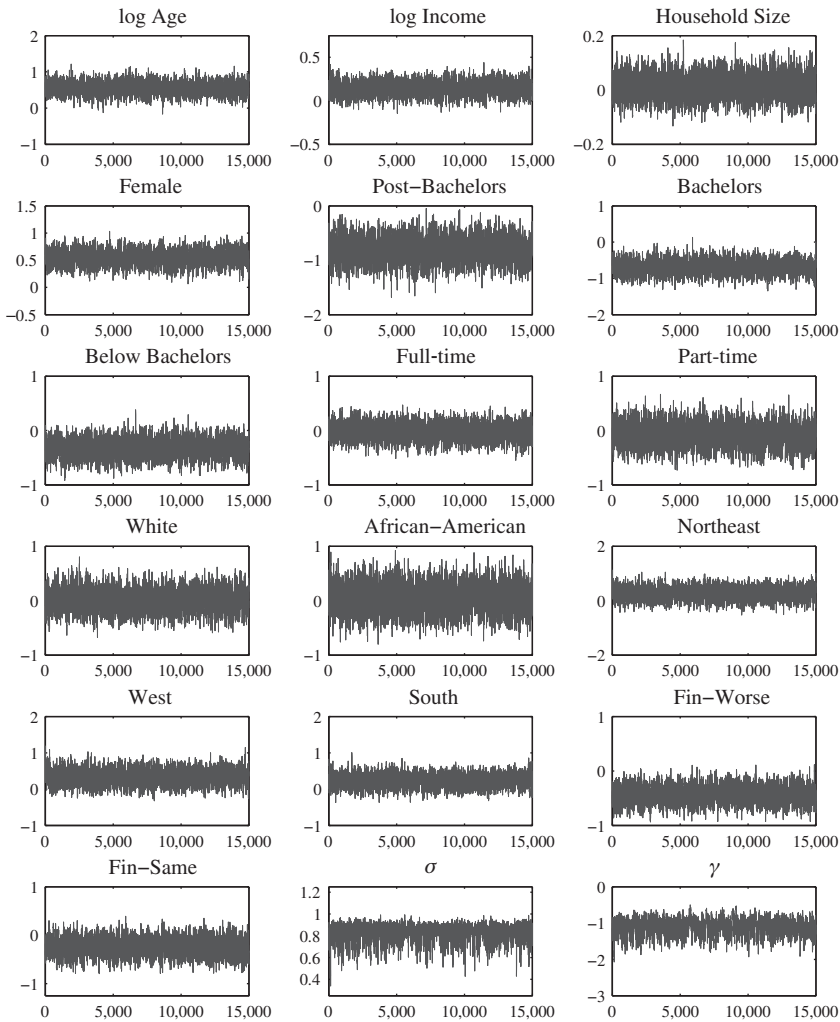 log Age log Income Household Size
2 0.2
1 0.5
0 0 0
−1 −0.5 −0.2
0 5,000 10,000 15,000 0 5,000 10,000 15,000 0 5,000 10,000 15,000
Female Post−Bachelors Bachelors
1.5 0 1
1 0
0.5 −1
0 −1
−0.5 −2 −2
0 5,000 10,000 15,000 0 5,000 10,000 15,000 0 5,000 10,000 15,000
Below Bachelors Full-time Part-time
1 1 1
0 0 0
−1 −1 −1
0 5,000 10,000 15,000 0 5,000 10,000 15,000 0 5,000 10,000 15,000
White African−American Northeast
1 1 2
0 0 0
−1 −1 −2
0 5,000 10,000 15,000 0 5,000 10,000 15,000 0 5,000 10,000 15,000
West South Fin−Worse
2 2 1
1 1
0 0 0
−1 −1 −1
0 5,000 10,000 15,000 0 5,000 10,000 15,000 0 5,000 10,000 15,000
Fin−Same σ γ
1 1.2 0
0 1 −1
0.8
0.6 −2
−1 0.4
−3
0 5,000 10,000 15,000 0 5,000 10,000 15,000 0 5,000 10,000 15,000